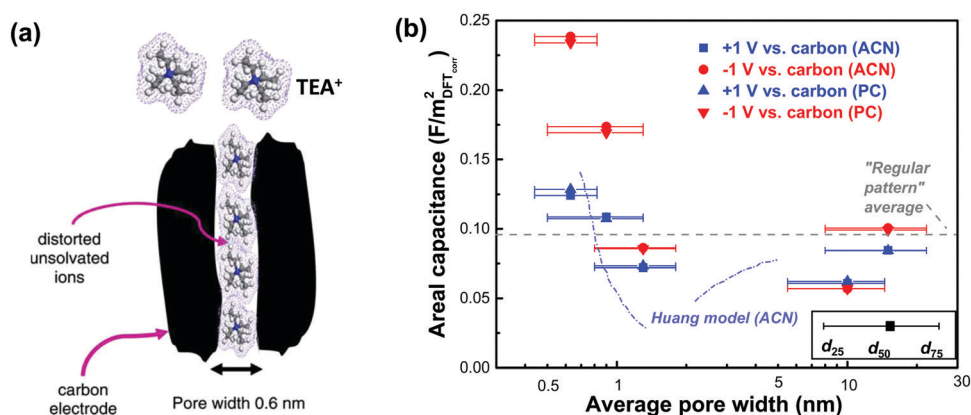 (a)
TEA+
distorted
unsolvated
ions
carbon
electrode
Pore width 0.6 nm
(b)
Areal capacitance (F/m²DFTcorr)
0.25
0.20
0.15
0.10
0.05
0.00
+1 V vs. carbon (ACN)
-1 V vs. carbon (ACN)
+1 V vs. carbon (PC)
-1 V vs. carbon (PC)
"Regular
pattern"
average
Huang model (ACN)
d25 d50 d75
0.5 1 5 10 30
Average pore width (nm)